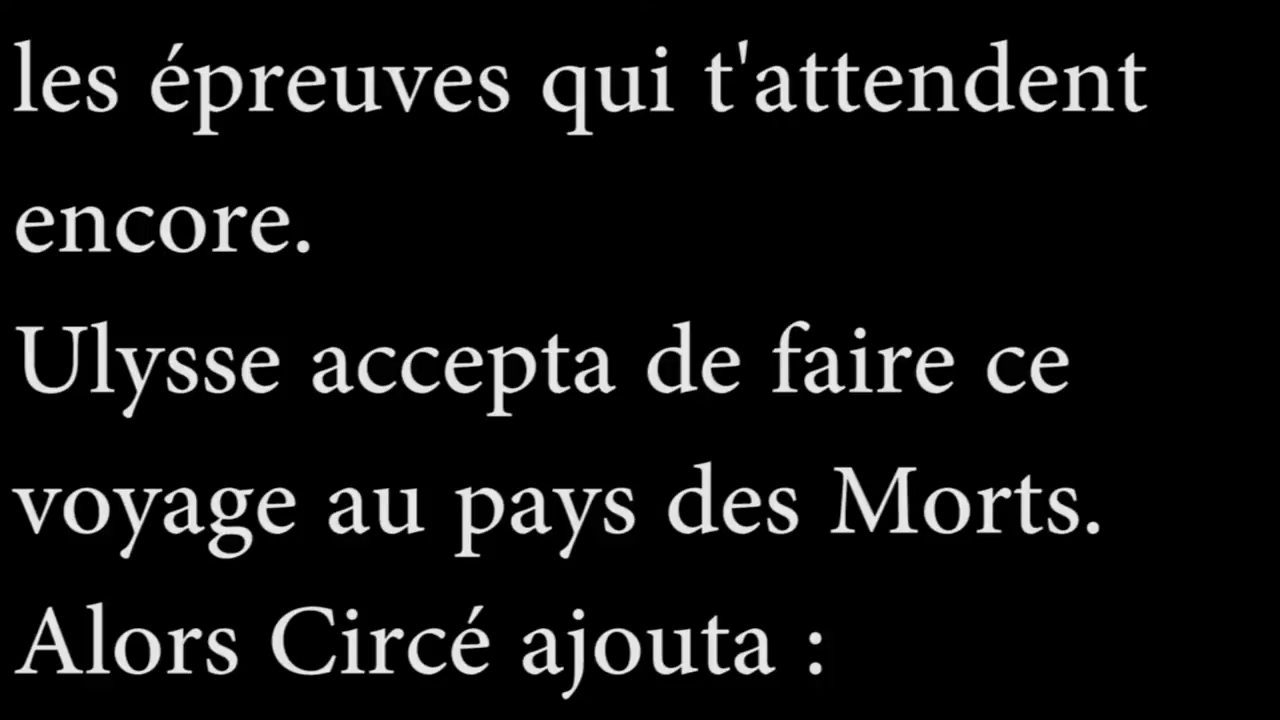 les épreuves qui t'attendent
encore.
Ulysse accepta de faire ce
voyage au pays des Morts.
Alors Circé ajouta :